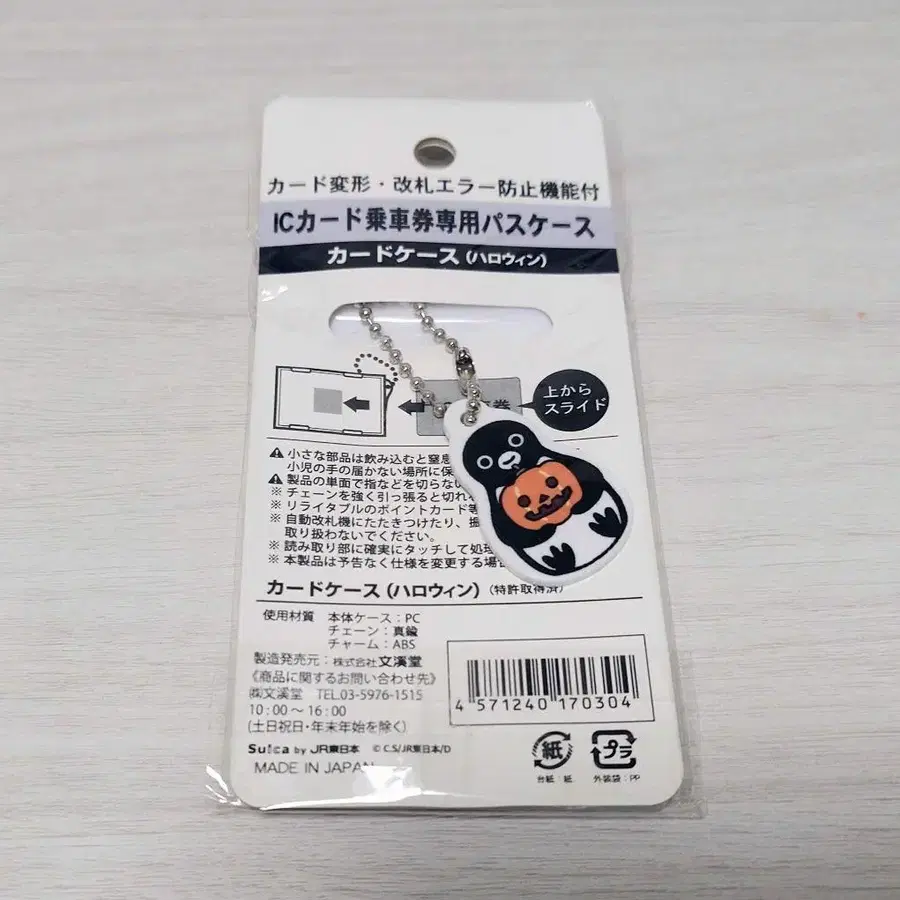 カード変形・改札エラー防止機能付
ICカード乗車券専用パスケース
カードケース(ハロウィン)
上から
スライド
券
⚠ 小さな部品は飲み込むと窒息
小児の手の届かない場所に保
⚠ 製品の単面で指などを切らない
※ チェーンを強く引っ張ると切れ
※ リライタブルのポイントカード等
※ 自動改札機にたたきつけたり、振
取り扱わないでください。
※ 読み取り部に確実にタッチして処理
※ 本製品は予告なく仕様を変更する場合
カードケース(ハロウィン) (特許取得済)
使用材質 本体ケース:PC
チェーン:真鍮
チャーム:ABS
製造発売元:株式会社 文溪堂
《商品に関するお問い合わせ先》
㈱文溪堂 TEL.03-5976-1515
10:00〜16:00
(土日祝日・年末年始を除く)
Suica by JR東日本 © C.S/JR東日本/D
MADE IN JAPAN
4 571240 170304
紙
台紙:紙
プラ
外装袋:PP